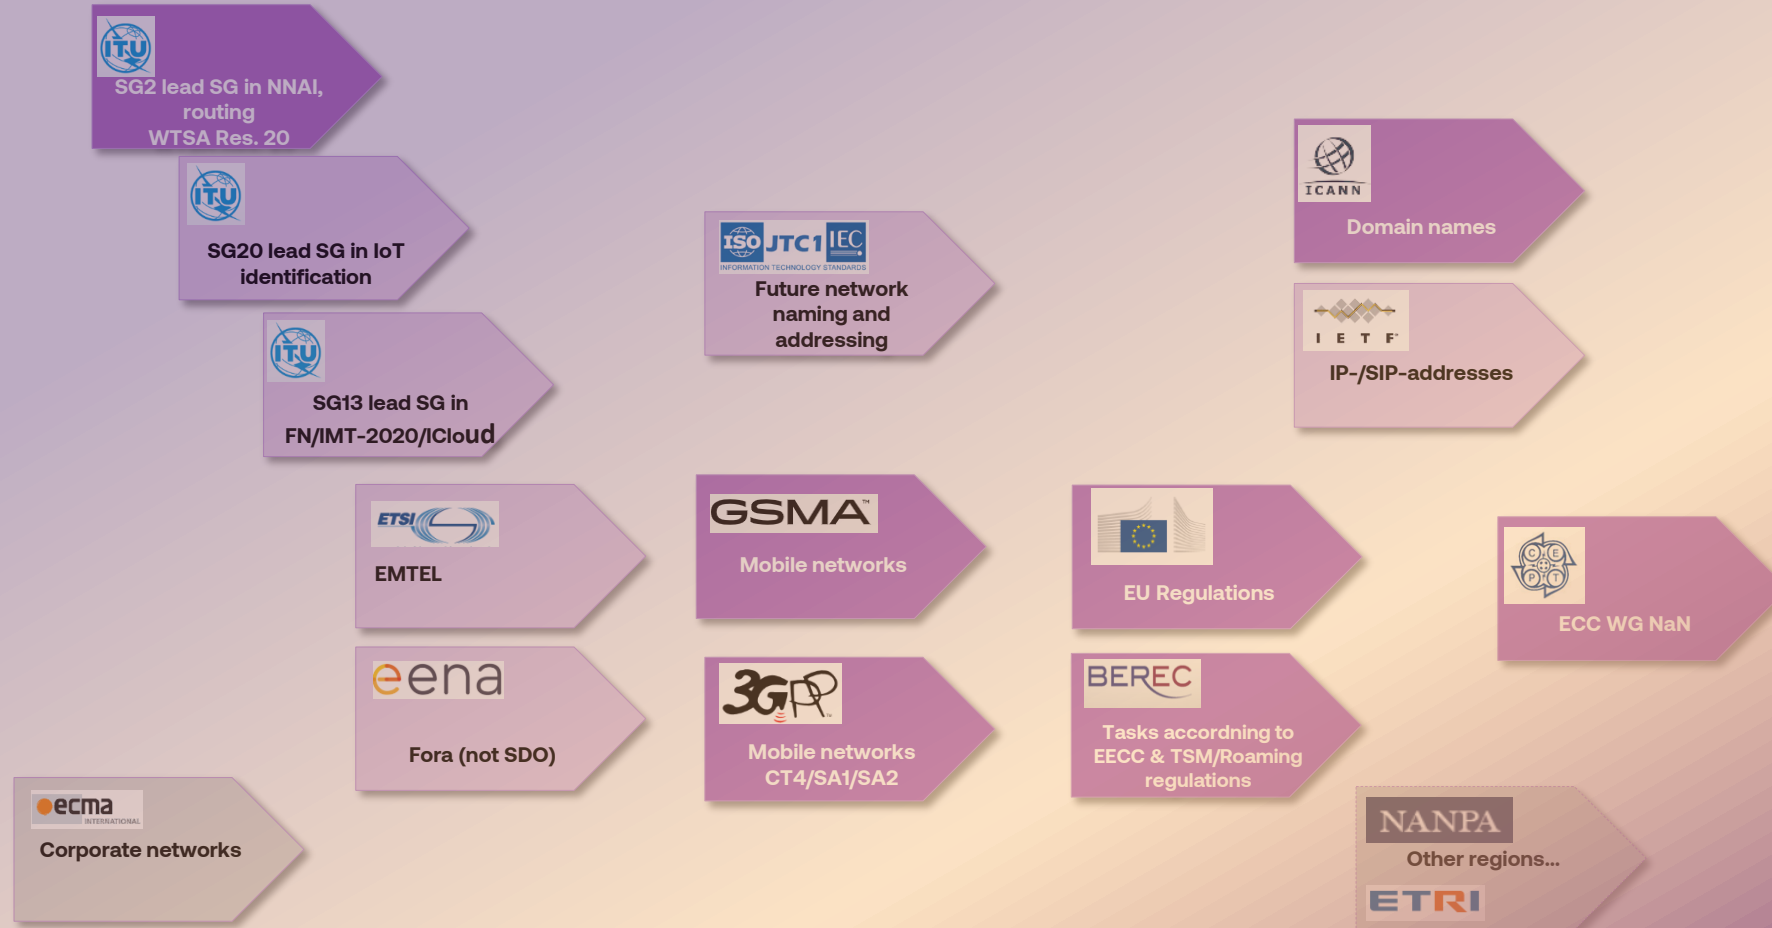 ITU
SG2 lead SG in NNAI,
routing
WTSA Res. 20
ITU
SG20 lead SG in IoT
identification
ITU
SG13 lead SG in
FN/IMT-2020/ICloud
ISO JTC1 IEC
INFORMATION TECHNOLOGY STANDARDS
Future network
naming and
addressing
ICANN
Domain names
IETF
IP-/SIP-addresses
ETSI
EMTEL
GSMA™
Mobile networks
EU Regulations
CEPT
ECC WG NaN
eena
Fora (not SDO)
3GPP™
Mobile networks
CT4/SA1/SA2
BEREC
Tasks accordning to
EECC & TSM/Roaming
regulations
ecma
INTERNATIONAL
Corporate networks
NANPA
Other regions...
ETRI